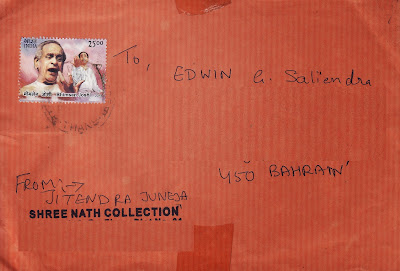 INDIA 25.00
To,
EDWIN G. Saliendra
450 BAHRAIN
FROM:→
JITENDRA JUNEJA
SHREE NATH COLLECTION